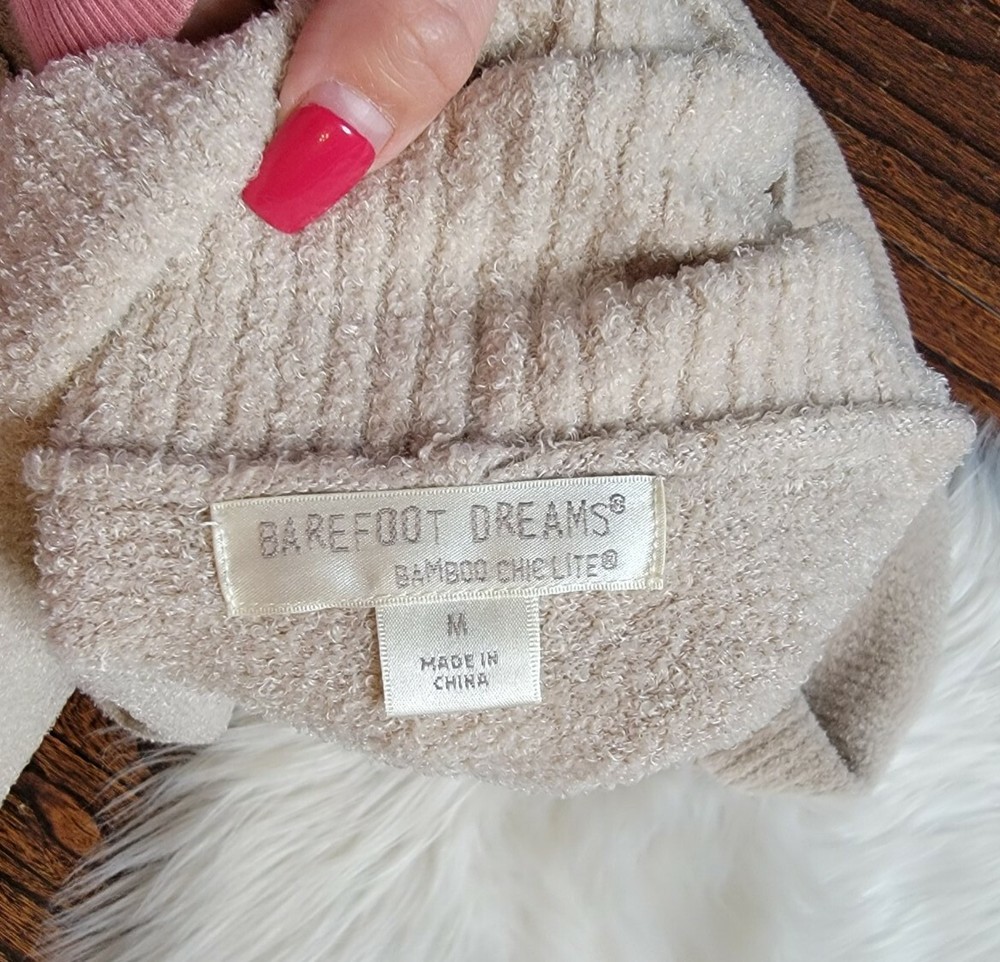 BAREFOOT DREAMS®
BAMBOO CHIC LITE®
M
MADE IN
CHINA